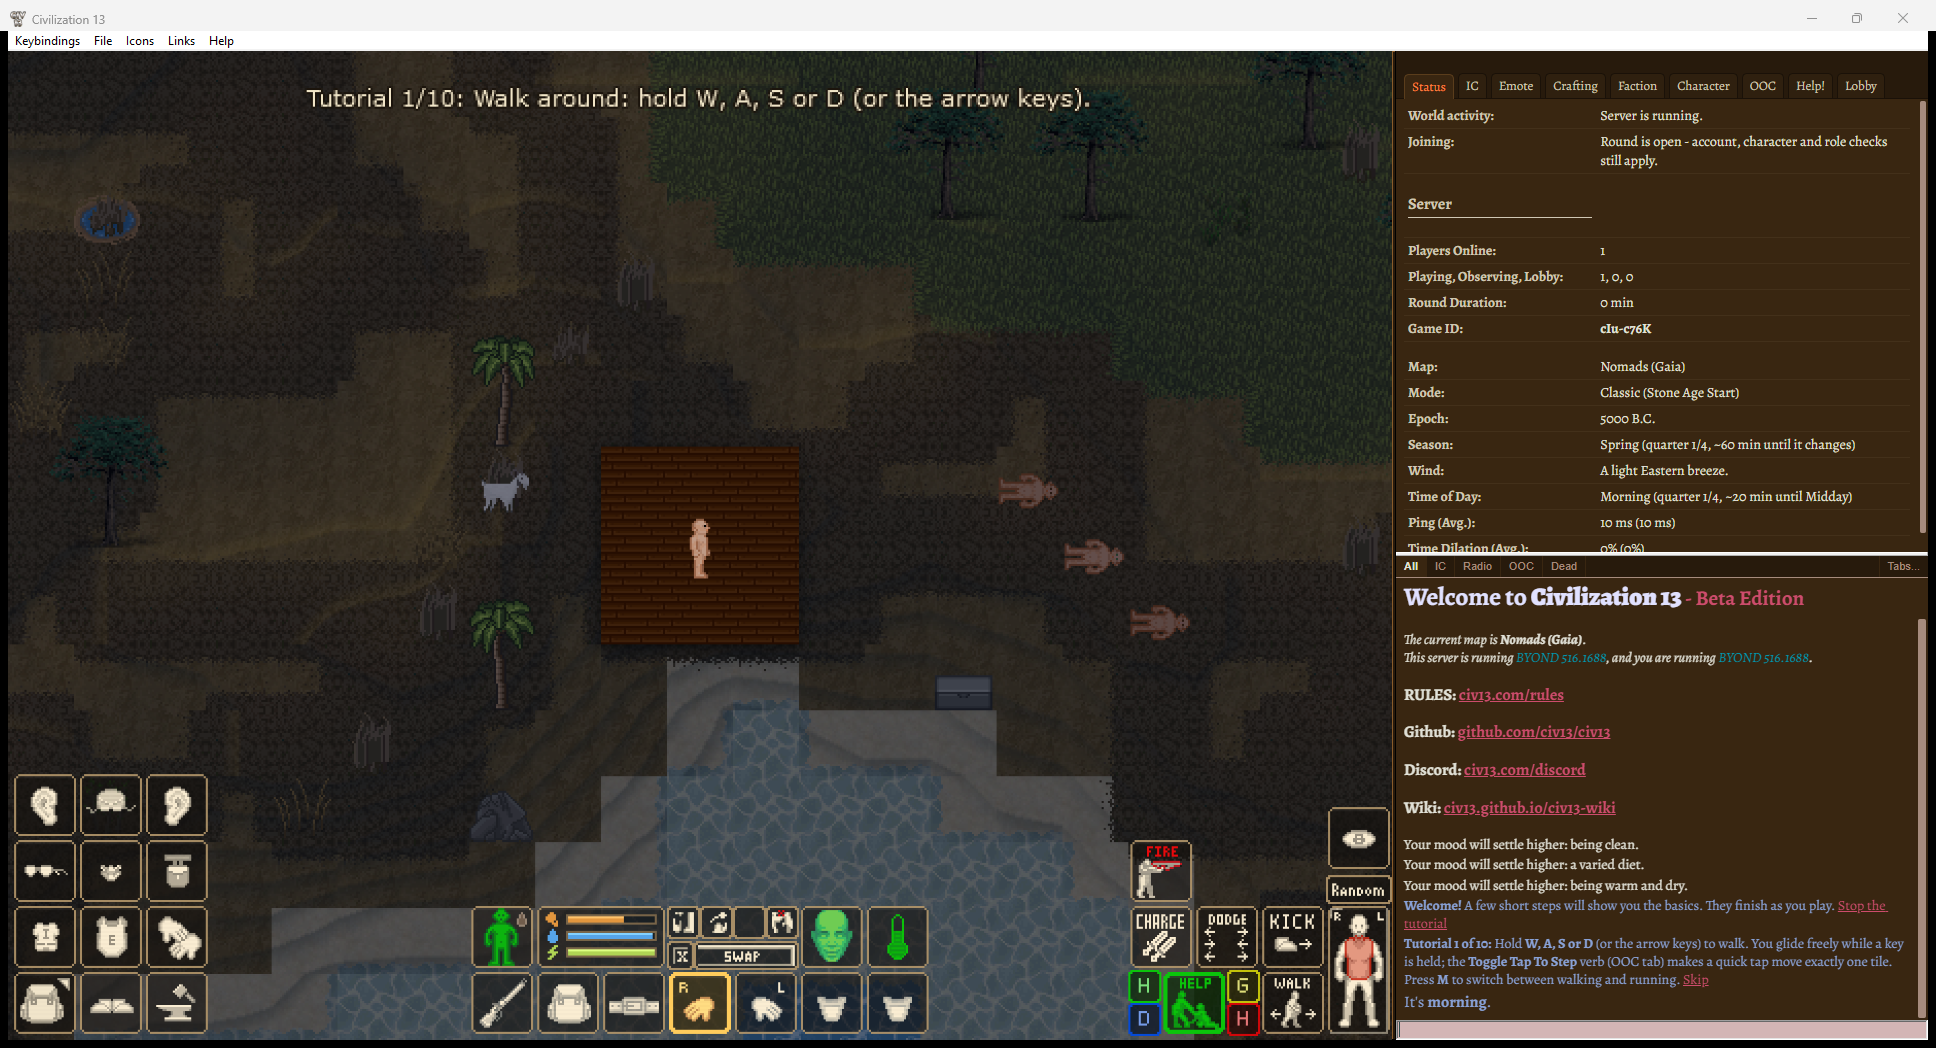 Civilization 13
Keybindings File Icons Links Help
Tutorial 1/10: Walk around: hold W, A, S or D (or the arrow keys).
Status IC Emote Crafting Faction Character OOC Help! Lobby
World activity: Server is running.
Joining: Round is open - account, character and role checks
still apply.
Server
Players Online: 1
Playing, Observing, Lobby: 1, 0, 0
Round Duration: 0 min
Game ID: cIu-c76K
Map: Nomads (Gaia)
Mode: Classic (Stone Age Start)
Epoch: 5000 B.C.
Season: Spring (quarter 1/4, ~60 min until it changes)
Wind: A light Eastern breeze.
Time of Day: Morning (quarter 1/4, ~20 min until Midday)
Ping (Avg.): 10 ms (10 ms)
Time Dilation (Avg.): 0% (0%)
All IC Radio OOC Dead Tabs...
Welcome to Civilization 13 - Beta Edition
The current map is Nomads (Gaia).
This server is running BYOND 516.1688, and you are running BYOND 516.1688.
RULES: civ13.com/rules
Github: github.com/civ13/civ13
Discord: civ13.com/discord
Wiki: civ13.github.io/civ13-wiki
Your mood will settle higher: being clean.
Your mood will settle higher: a varied diet.
Your mood will settle higher: being warm and dry.
Welcome! A few short steps will show you the basics. They finish as you play. Stop the
tutorial
Tutorial 1 of 10: Hold W, A, S or D (or the arrow keys) to walk. You glide freely while a key
is held; the Toggle Tap To Step verb (OOC tab) makes a quick tap move exactly one tile.
Press M to switch between walking and running. Skip
It's morning.
FIRE
Random
CHARGE DODGE KICK R L
X SWAP
E
R L
H HELP G WALK
D H